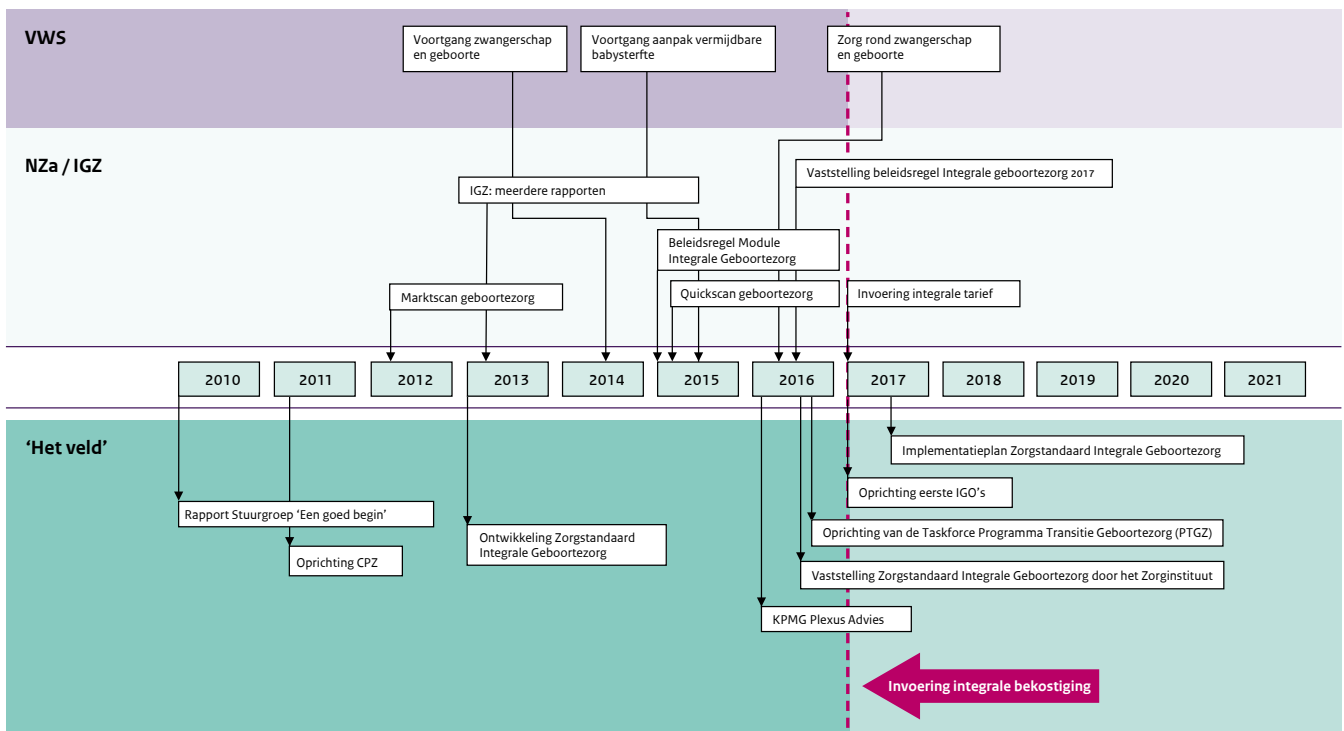 VWS
Voortgang zwangerschap
en geboorte
Voortgang aanpak vermijdbare
babysterfte
Zorg rond zwangerschap
en geboorte
NZa / IGZ
Vaststelling beleidsregel Integrale geboortezorg 2017
IGZ: meerdere rapporten
Beleidsregel Module
Integrale Geboortezorg
Marktscan geboortezorg
Quickscan geboortezorg
Invoering integrale tarief
2010
2011
2012
2013
2014
2015
2016
2017
2018
2019
2020
2021
‘Het veld’
Implementatieplan Zorgstandaard Integrale Geboortezorg
Oprichting eerste IGO’s
Rapport Stuurgroep ‘Een goed begin’
Oprichting van de Taskforce Programma Transitie Geboortezorg (PTGZ)
Ontwikkeling Zorgstandaard
Integrale Geboortezorg
Oprichting CPZ
Vaststelling Zorgstandaard Integrale Geboortezorg door het Zorginstituut
KPMG Plexus Advies
Invoering integrale bekostiging